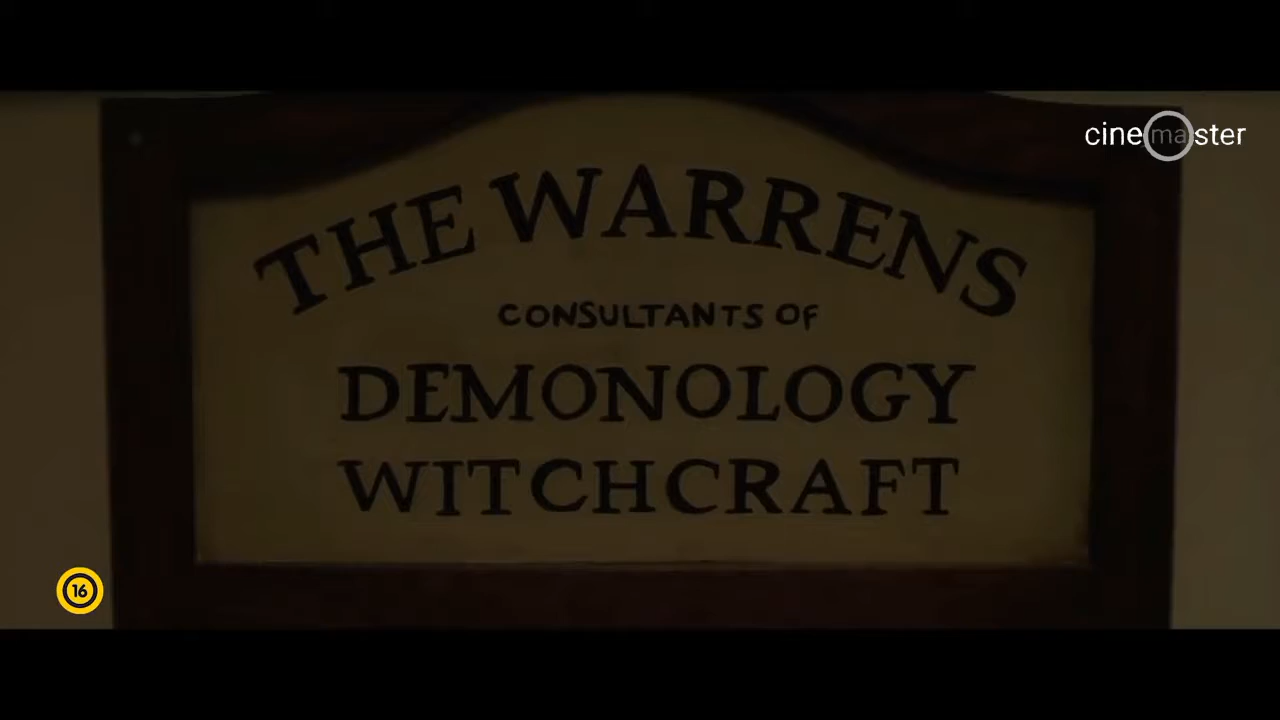 cinemaster
THE WARRENS
CONSULTANTS OF
DEMONOLOGY
WITCHCRAFT
16